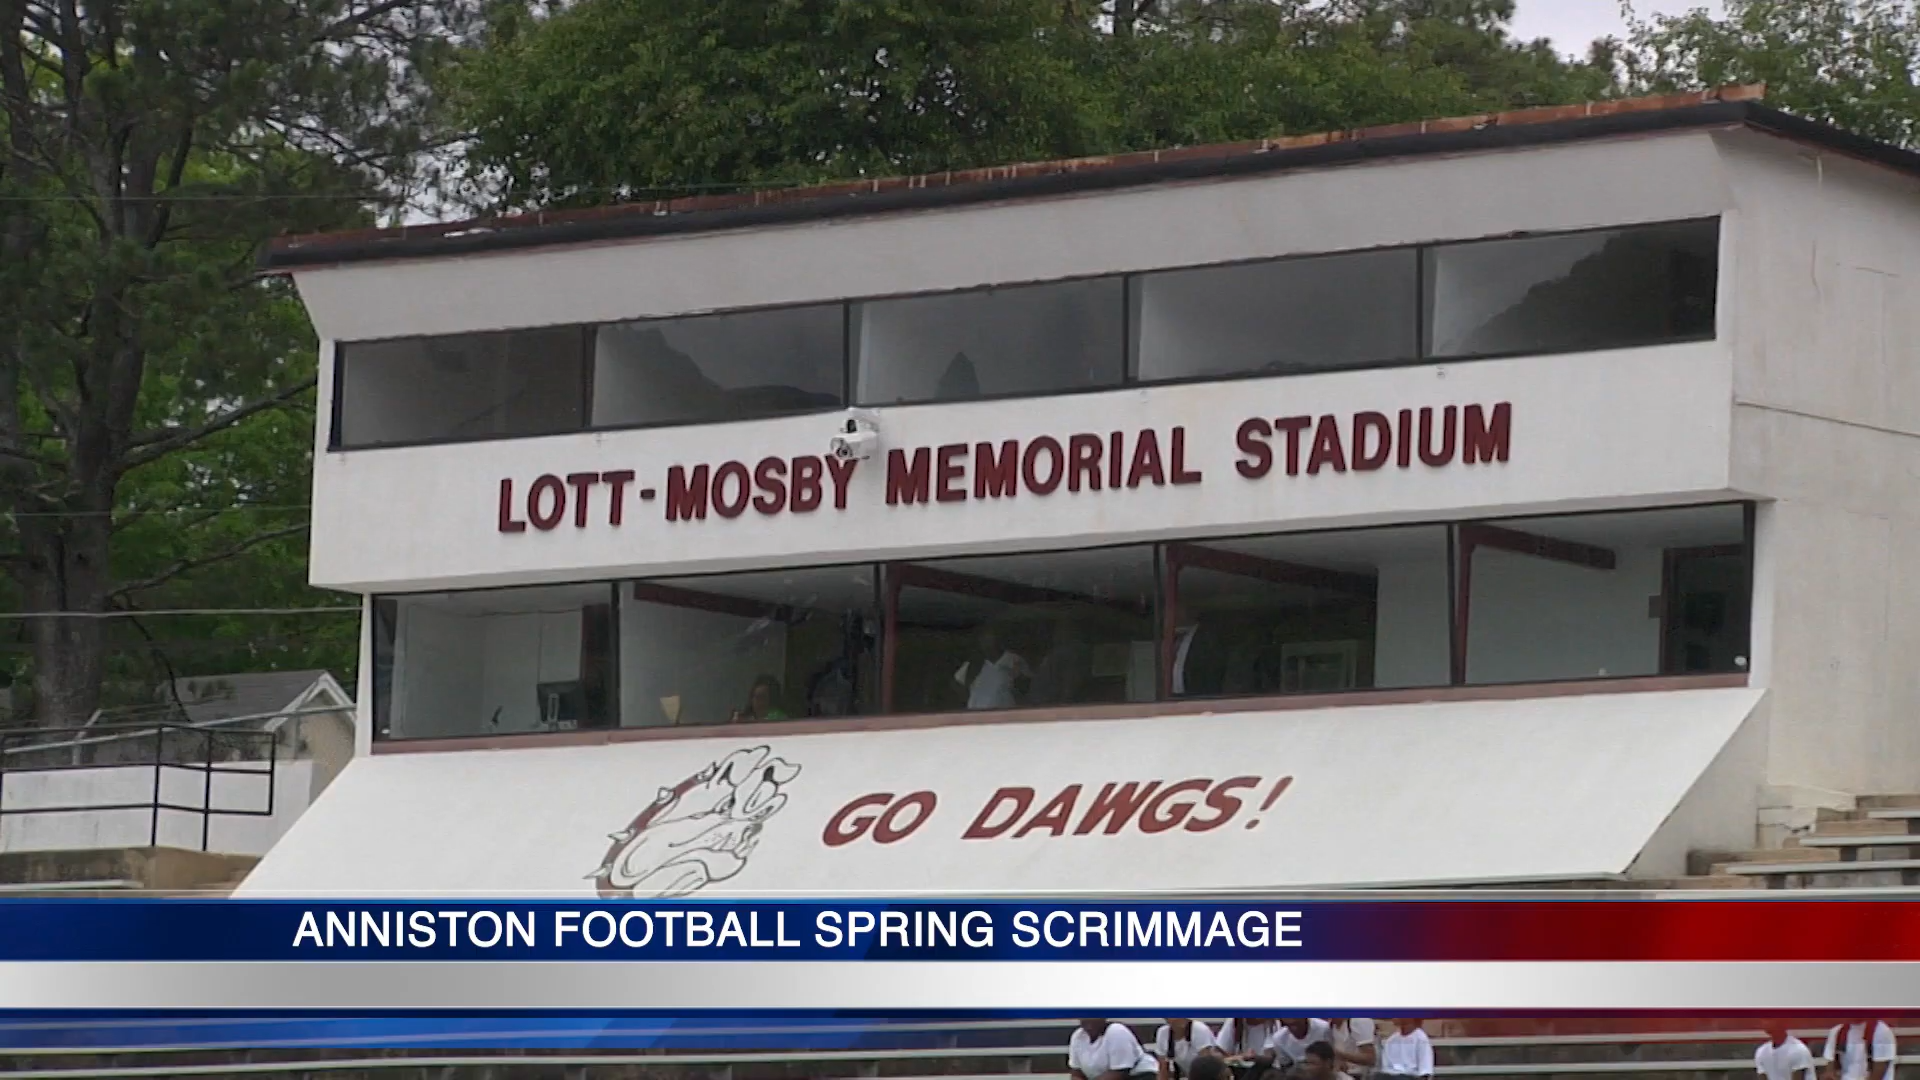 LOTT-MOSBY MEMORIAL STADIUM
GO DAWGS!
ANNISTON FOOTBALL SPRING SCRIMMAGE